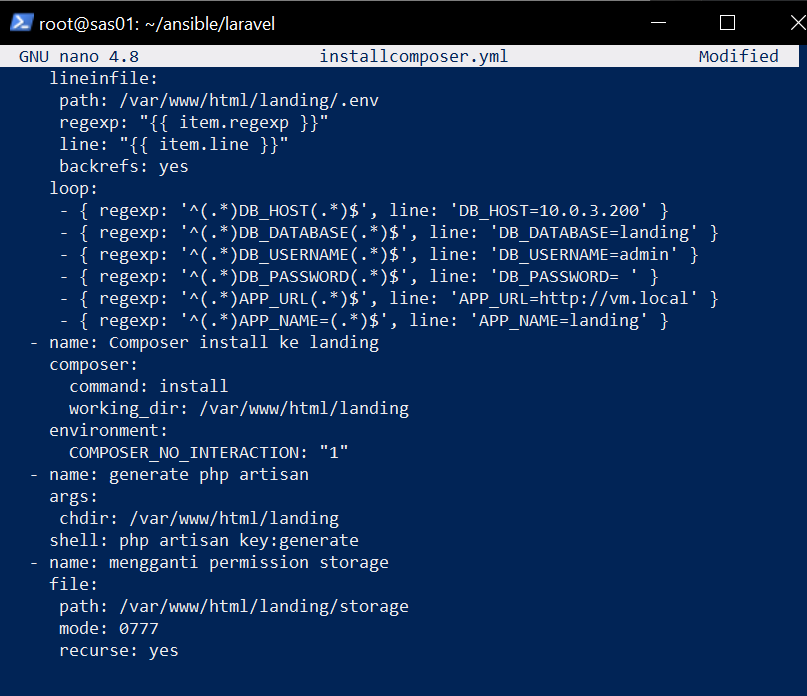 root@sas01: ~/ansible/laravel
GNU nano 4.8 installcomposer.yml Modified
lineinfile:
path: /var/www/html/landing/.env
regexp: "{{ item.regexp }}"
line: "{{ item.line }}"
backrefs: yes
loop:
- { regexp: '^(.*)DB_HOST(.*)$', line: 'DB_HOST=10.0.3.200' }
- { regexp: '^(.*)DB_DATABASE(.*)$', line: 'DB_DATABASE=landing' }
- { regexp: '^(.*)DB_USERNAME(.*)$', line: 'DB_USERNAME=admin' }
- { regexp: '^(.*)DB_PASSWORD(.*)$', line: 'DB_PASSWORD= ' }
- { regexp: '^(.*)APP_URL(.*)$', line: 'APP_URL=http://vm.local' }
- { regexp: '^(.*)APP_NAME=(.*)$', line: 'APP_NAME=landing' }
- name: Composer install ke landing
composer:
command: install
working_dir: /var/www/html/landing
environment:
COMPOSER_NO_INTERACTION: "1"
- name: generate php artisan
args:
chdir: /var/www/html/landing
shell: php artisan key:generate
- name: mengganti permission storage
file:
path: /var/www/html/landing/storage
mode: 0777
recurse: yes